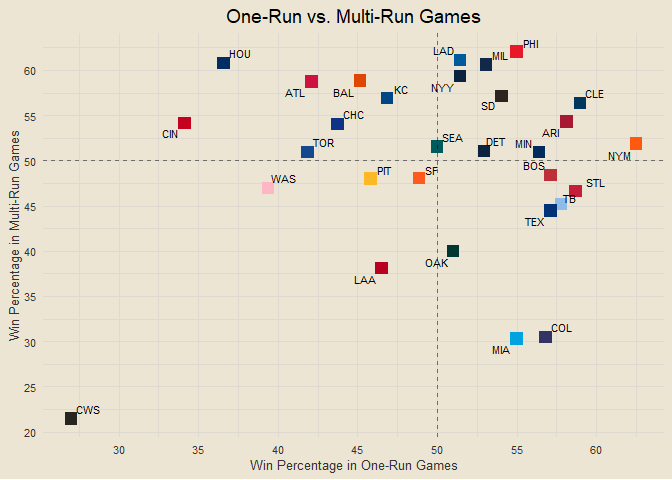 One-Run vs. Multi-Run Games
PHI
LAD
MIL
HOU
60
NYY
ATL
BAL
KC
SD
CLE
55
CHC
CIN
ARI
SEA
DET
MIN
TOR
NYM
50
BOS
WAS
PIT
SF
STL
TB
45
TEX
40
OAK
LAA
35
COL
30
MIA
25
CWS
20
30 35 40 45 50 55 60
Win Percentage in One-Run Games
Win Percentage in Multi-Run Games